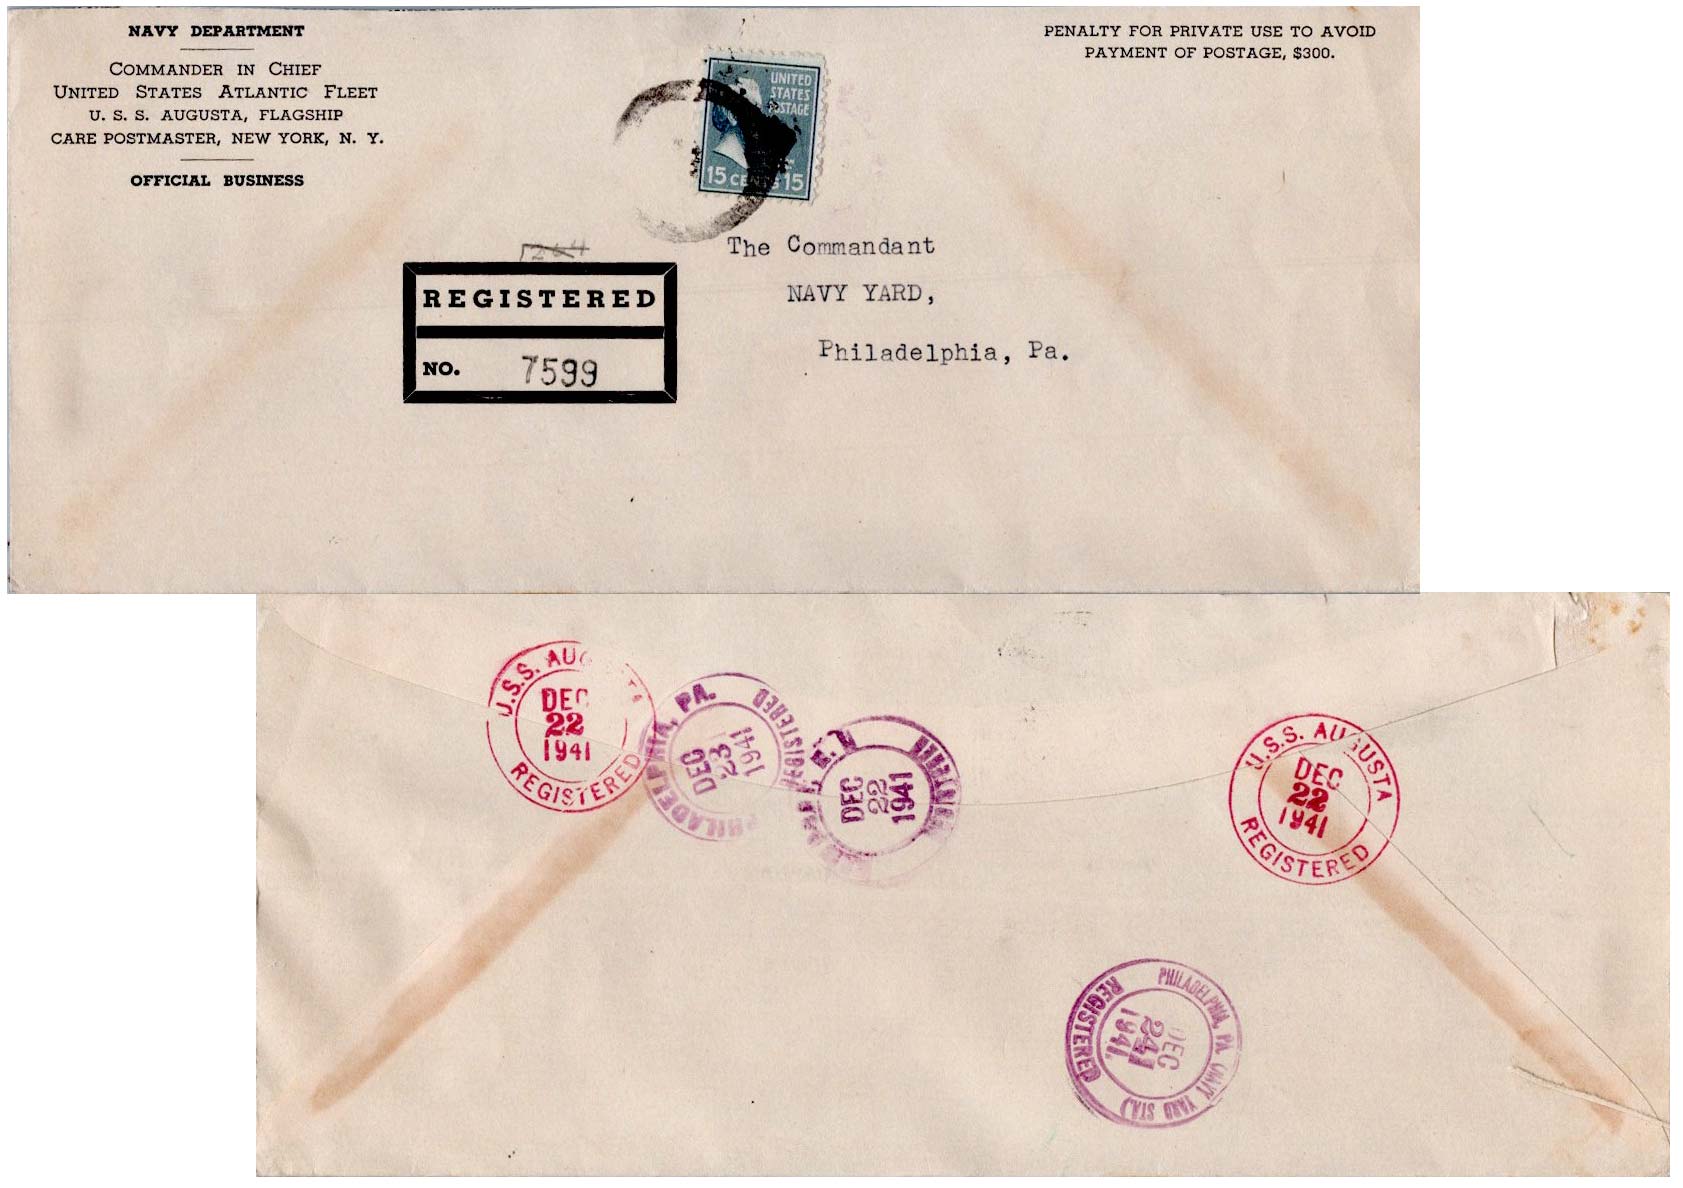 NAVY DEPARTMENT
COMMANDER IN CHIEF
UNITED STATES ATLANTIC FLEET
U. S. S. AUGUSTA, FLAGSHIP
CARE POSTMASTER, NEW YORK, N. Y.
OFFICIAL BUSINESS
PENALTY FOR PRIVATE USE TO AVOID
PAYMENT OF POSTAGE, $300.
UNITED
STATES
POSTAGE
15 CENTS 15
The Commandant
NAVY YARD,
Philadelphia, Pa.
REGISTERED
NO. 7599
U.S.S. AUGUSTA
DEC
22
1941
REGISTERED
PHILADELPHIA, PA.
DEC
23
1941
REGISTERED
DEC
22
1941
U.S.S. AUGUSTA
DEC
22
1941
REGISTERED
PHILADELPHIA, PA. (NAVY YARD STA.)
DEC
24
1941
REGISTERED